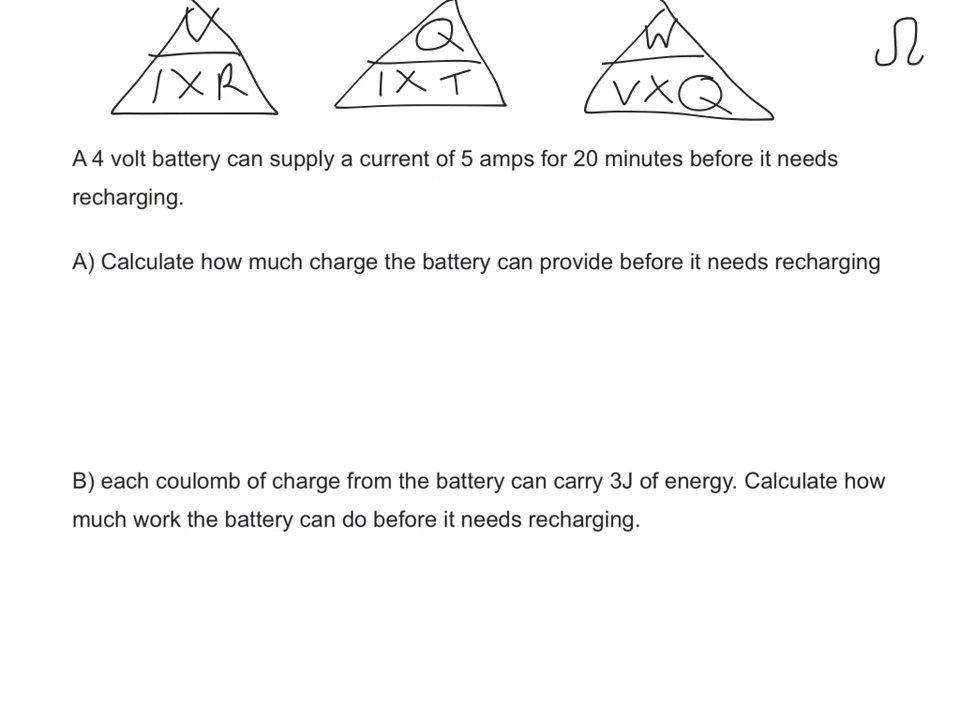 V Q W Ω
I X R I X T V X Q
A 4 volt battery can supply a current of 5 amps for 20 minutes before it needs
recharging.
A) Calculate how much charge the battery can provide before it needs recharging
B) each coulomb of charge from the battery can carry 3J of energy. Calculate how
much work the battery can do before it needs recharging.